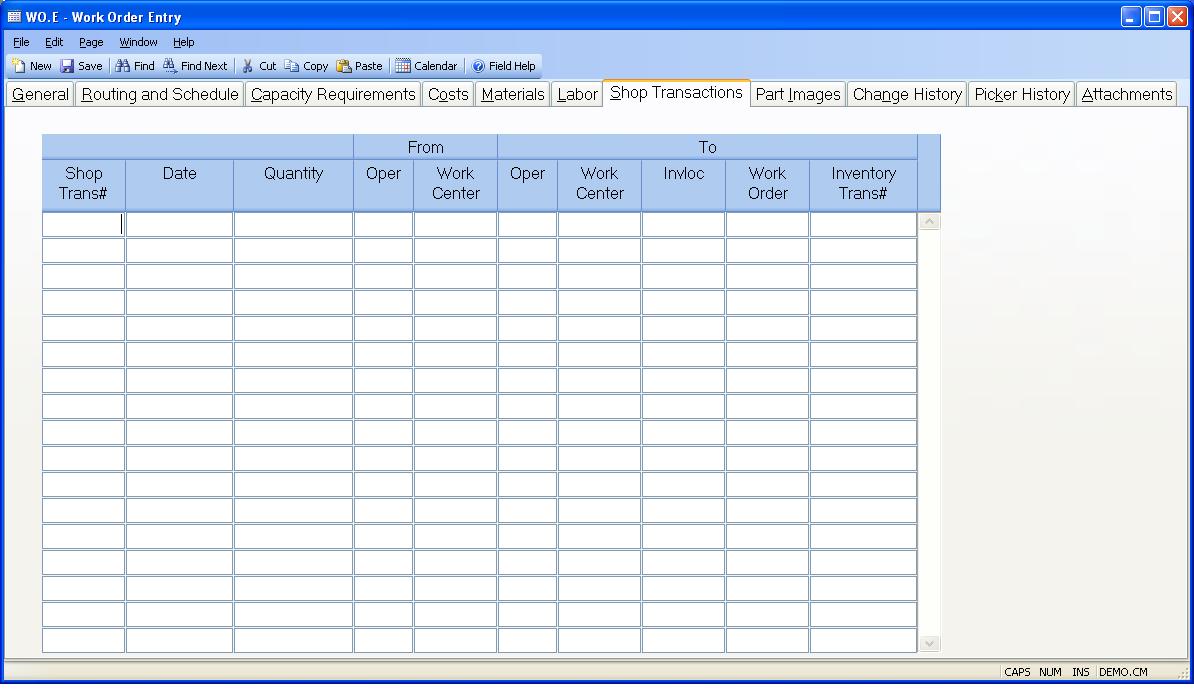 WO.E - Work Order Entry
File Edit Page Window Help
New Save Find Find Next Cut Copy Paste Calendar Field Help
General Routing and Schedule Capacity Requirements Costs Materials Labor Shop Transactions Part Images Change History Picker History Attachments
From To
Shop Date Quantity Oper Work Oper Work Invloc Work Inventory
Trans# Center Center Order Trans#
CAPS NUM INS DEMO.CM